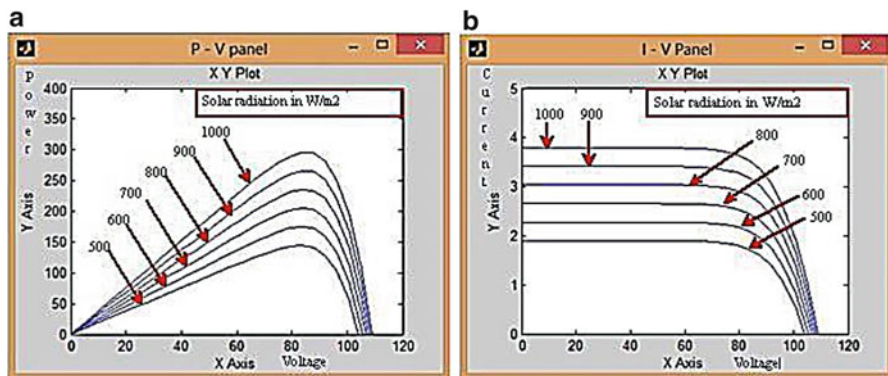 a
P - V panel
X Y Plot
power
Y Axis
400
350
300
250
200
150
100
50
0
Solar radiation in W/m2
1000
900
800
700
600
500
0 20 40 60 80 100 120
X Axis Voltage
b
I - V Panel
X Y Plot
Current
Y Axis
5
4
3
2
1
0
Solar radiation in W/m2
1000 900
800
700
600
500
0 20 40 60 80 100 120
X Axis Voltage|